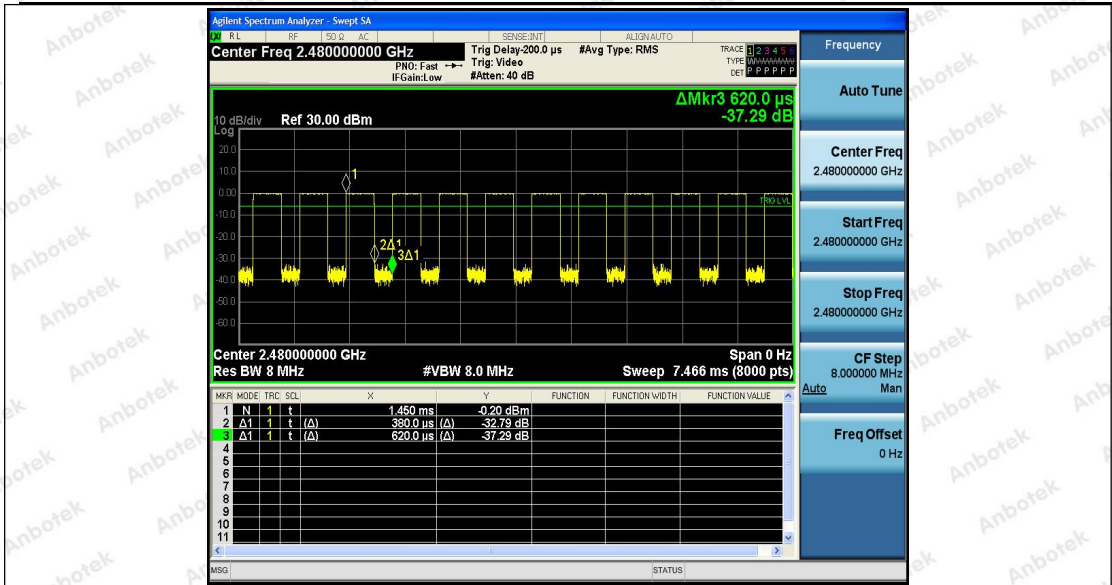 Agilent Spectrum Analyzer - Swept SA
RL RF 50 Ω AC SENSE:INT ALIGN AUTO
Center Freq 2.480000000 GHz
PNO: Fast
IFGain:Low
Trig Delay-200.0 µs
Trig: Video
#Atten: 40 dB
#Avg Type: RMS
TRACE 1 2 3 4 5 6
TYPE
DET P P P P P P
ΔMkr3 620.0 µs
-37.29 dB
10 dB/div Ref 30.00 dBm
Log
20.0
10.0
0.00
-10.0
-20.0
-30.0
-40.0
-50.0
-60.0
1
2Δ1
3Δ1
TRIG LVL
Center 2.480000000 GHz Span 0 Hz
Res BW 8 MHz #VBW 8.0 MHz Sweep 7.466 ms (8000 pts)
MKR MODE TRC SCL X Y FUNCTION FUNCTION WIDTH FUNCTION VALUE
1 N 1 t 1.450 ms -0.20 dBm
2 Δ1 1 t (Δ) 380.0 µs (Δ) -32.79 dB
3 Δ1 1 t (Δ) 620.0 µs (Δ) -37.29 dB
4
5
6
7
8
9
10
11
MSG STATUS
Frequency
Auto Tune
Center Freq
2.480000000 GHz
Start Freq
2.480000000 GHz
Stop Freq
2.480000000 GHz
CF Step
8.000000 MHz
Auto Man
Freq Offset
0 Hz
Anbotek